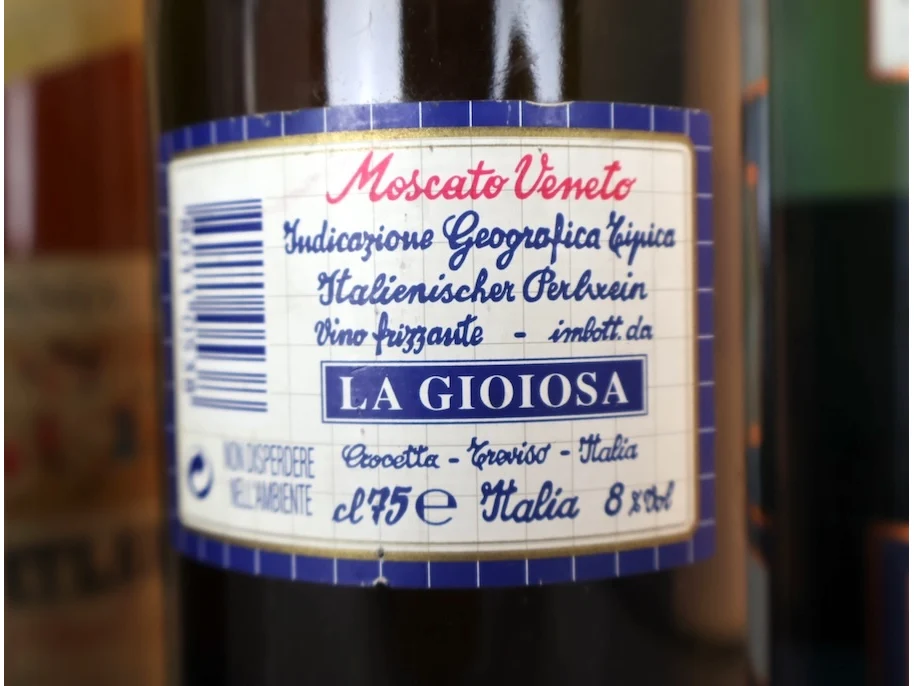 Moscato Veneto
Indicazione Geografica Tipica
Italienischer Perlwein
Vino frizzante - imbott. da
LA GIOIOSA
Crocetta - Treviso - Italia
cl 75 e Italia 8 % Vol
NON DISPERDERE
NELL'AMBIENTE